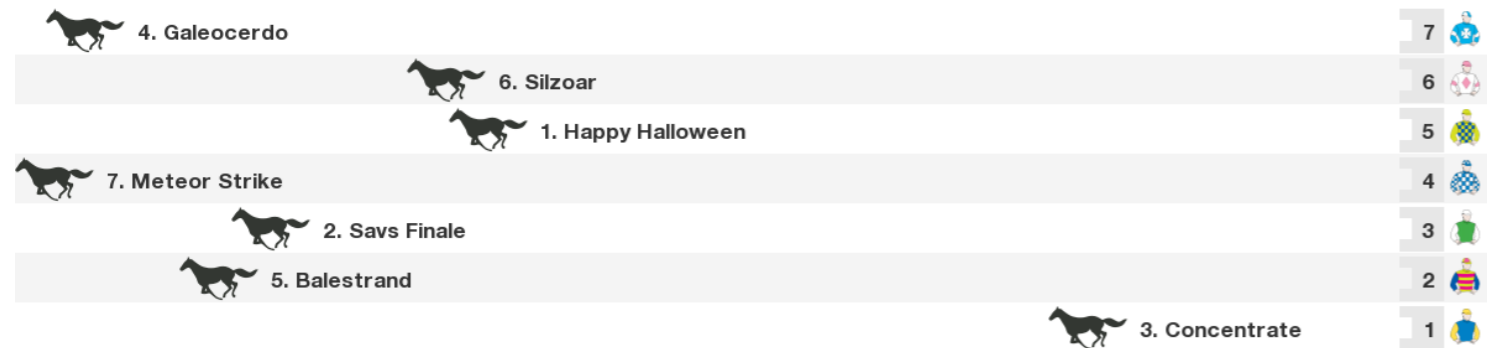 4. Galeocerdo 7
6. Silzoar 6
1. Happy Halloween 5
7. Meteor Strike 4
2. Savs Finale 3
5. Balestrand 2
3. Concentrate 1